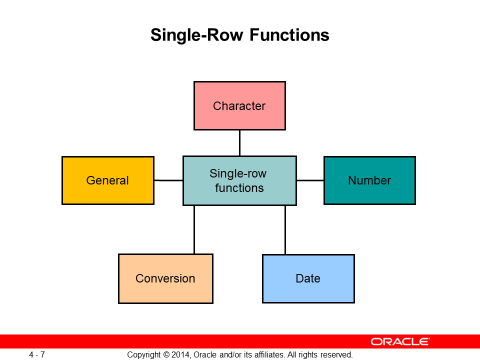 Single-Row Functions
Character
General
Single-row
functions
Number
Conversion
Date
ORACLE®
4 - 7
Copyright © 2014, Oracle and/or its affiliates. All rights reserved.